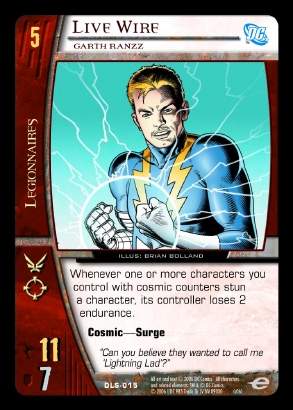 5
LIVE WIRE
GARTH RANZZ
DC
LEGIONNAIRES
ILLUS: BRIAN BOLLAND
Whenever one or more characters you
control with cosmic counters stun
a character, its controller loses 2
endurance.
Cosmic—Surge
"Can you believe they wanted to call me
'Lightning Lad'?"
11
7
DLS-015